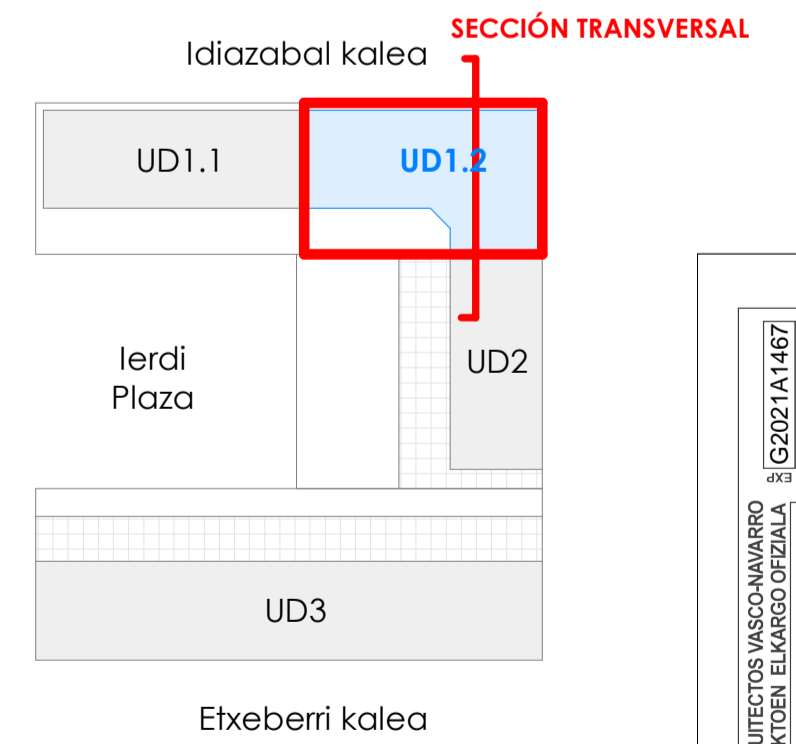 SECCIÓN TRANSVERSAL
Idiazabal kalea
UD1.1
UD1.2
Ierdi
Plaza
UD2
UD3
Etxeberri kalea
EXP G2021A1467
UITECTOS VASCO-NAVARRO
KTOEN ELKARGO OFIZIALA